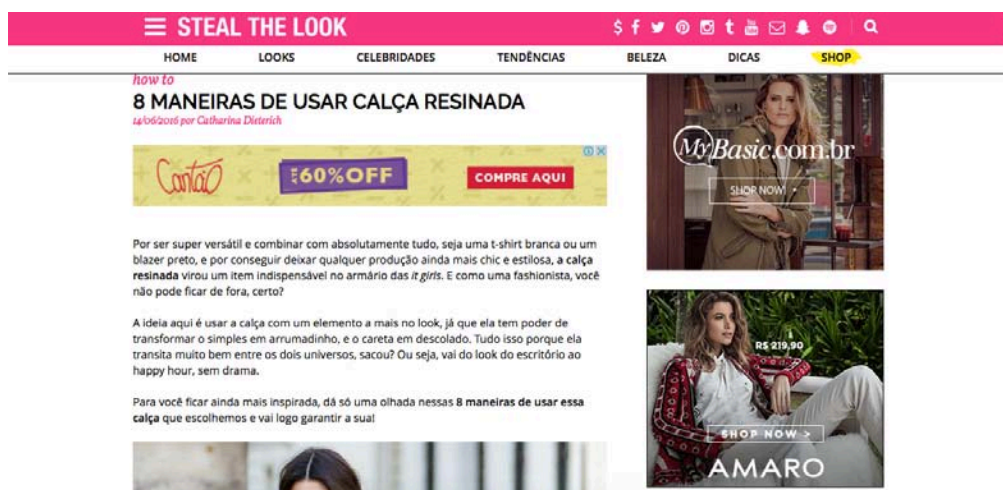 STEAL THE LOOK
HOME LOOKS CELEBRIDADES TENDÊNCIAS BELEZA DICAS SHOP
how to
8 MANEIRAS DE USAR CALÇA RESINADA
14/06/2016 por Catharina Dieterich
Cantão ATÉ 60%OFF COMPRE AQUI
Por ser super versátil e combinar com absolutamente tudo, seja uma t-shirt branca ou um
blazer preto, e por conseguir deixar qualquer produção ainda mais chic e estilosa, a calça
resinada virou um item indispensável no armário das it girls. E como uma fashionista, você
não pode ficar de fora, certo?
A ideia aqui é usar a calça com um elemento a mais no look, já que ela tem poder de
transformar o simples em arrumadinho, e o careta em descolado. Tudo isso porque ela
transita muito bem entre os dois universos, sacou? Ou seja, vai do look do escritório ao
happy hour, sem drama.
Para você ficar ainda mais inspirada, dá só uma olhada nessas 8 maneiras de usar essa
calça que escolhemos e vai logo garantir a sua!
MyBasic.com.br
SHOP NOW
R$ 219,90
SHOP NOW >
AMARO